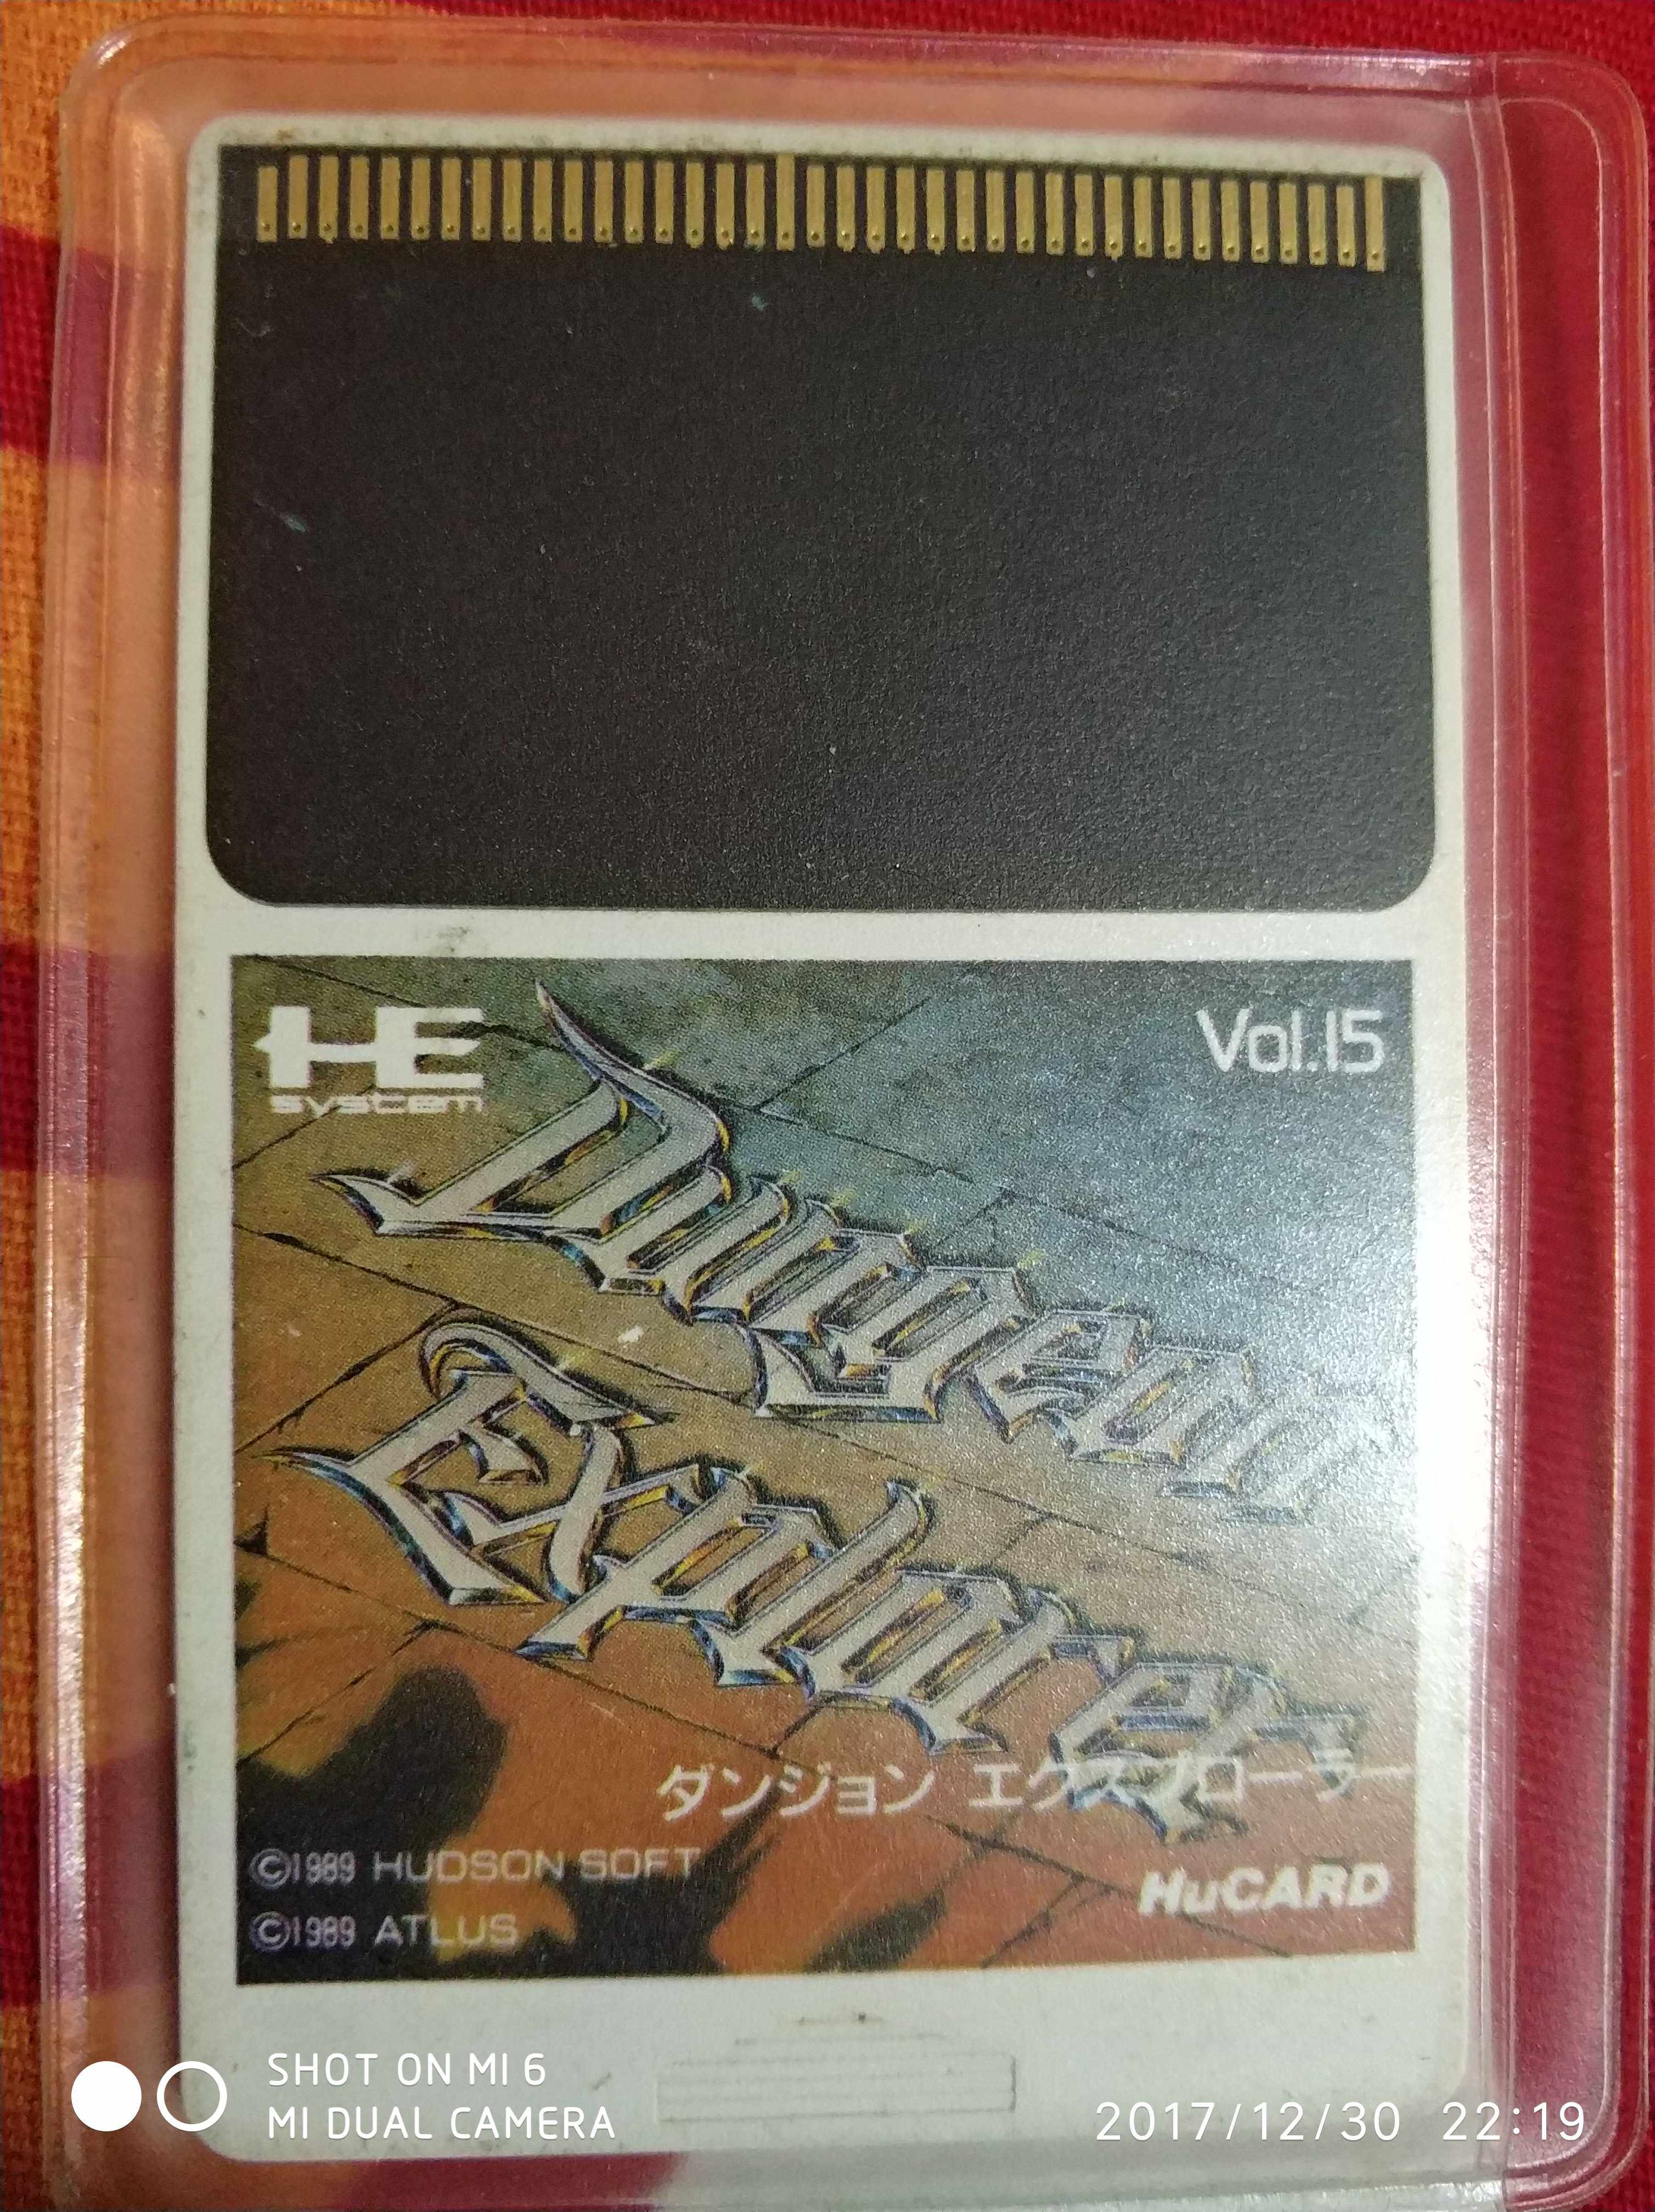 HE
system
Vol.15
Dungeon
Explorer
ダンジョン エクスプローラー
©1989 HUDSON SOFT
©1989 ATLUS
HuCARD
SHOT ON MI 6
MI DUAL CAMERA
2017/12/30 22:19